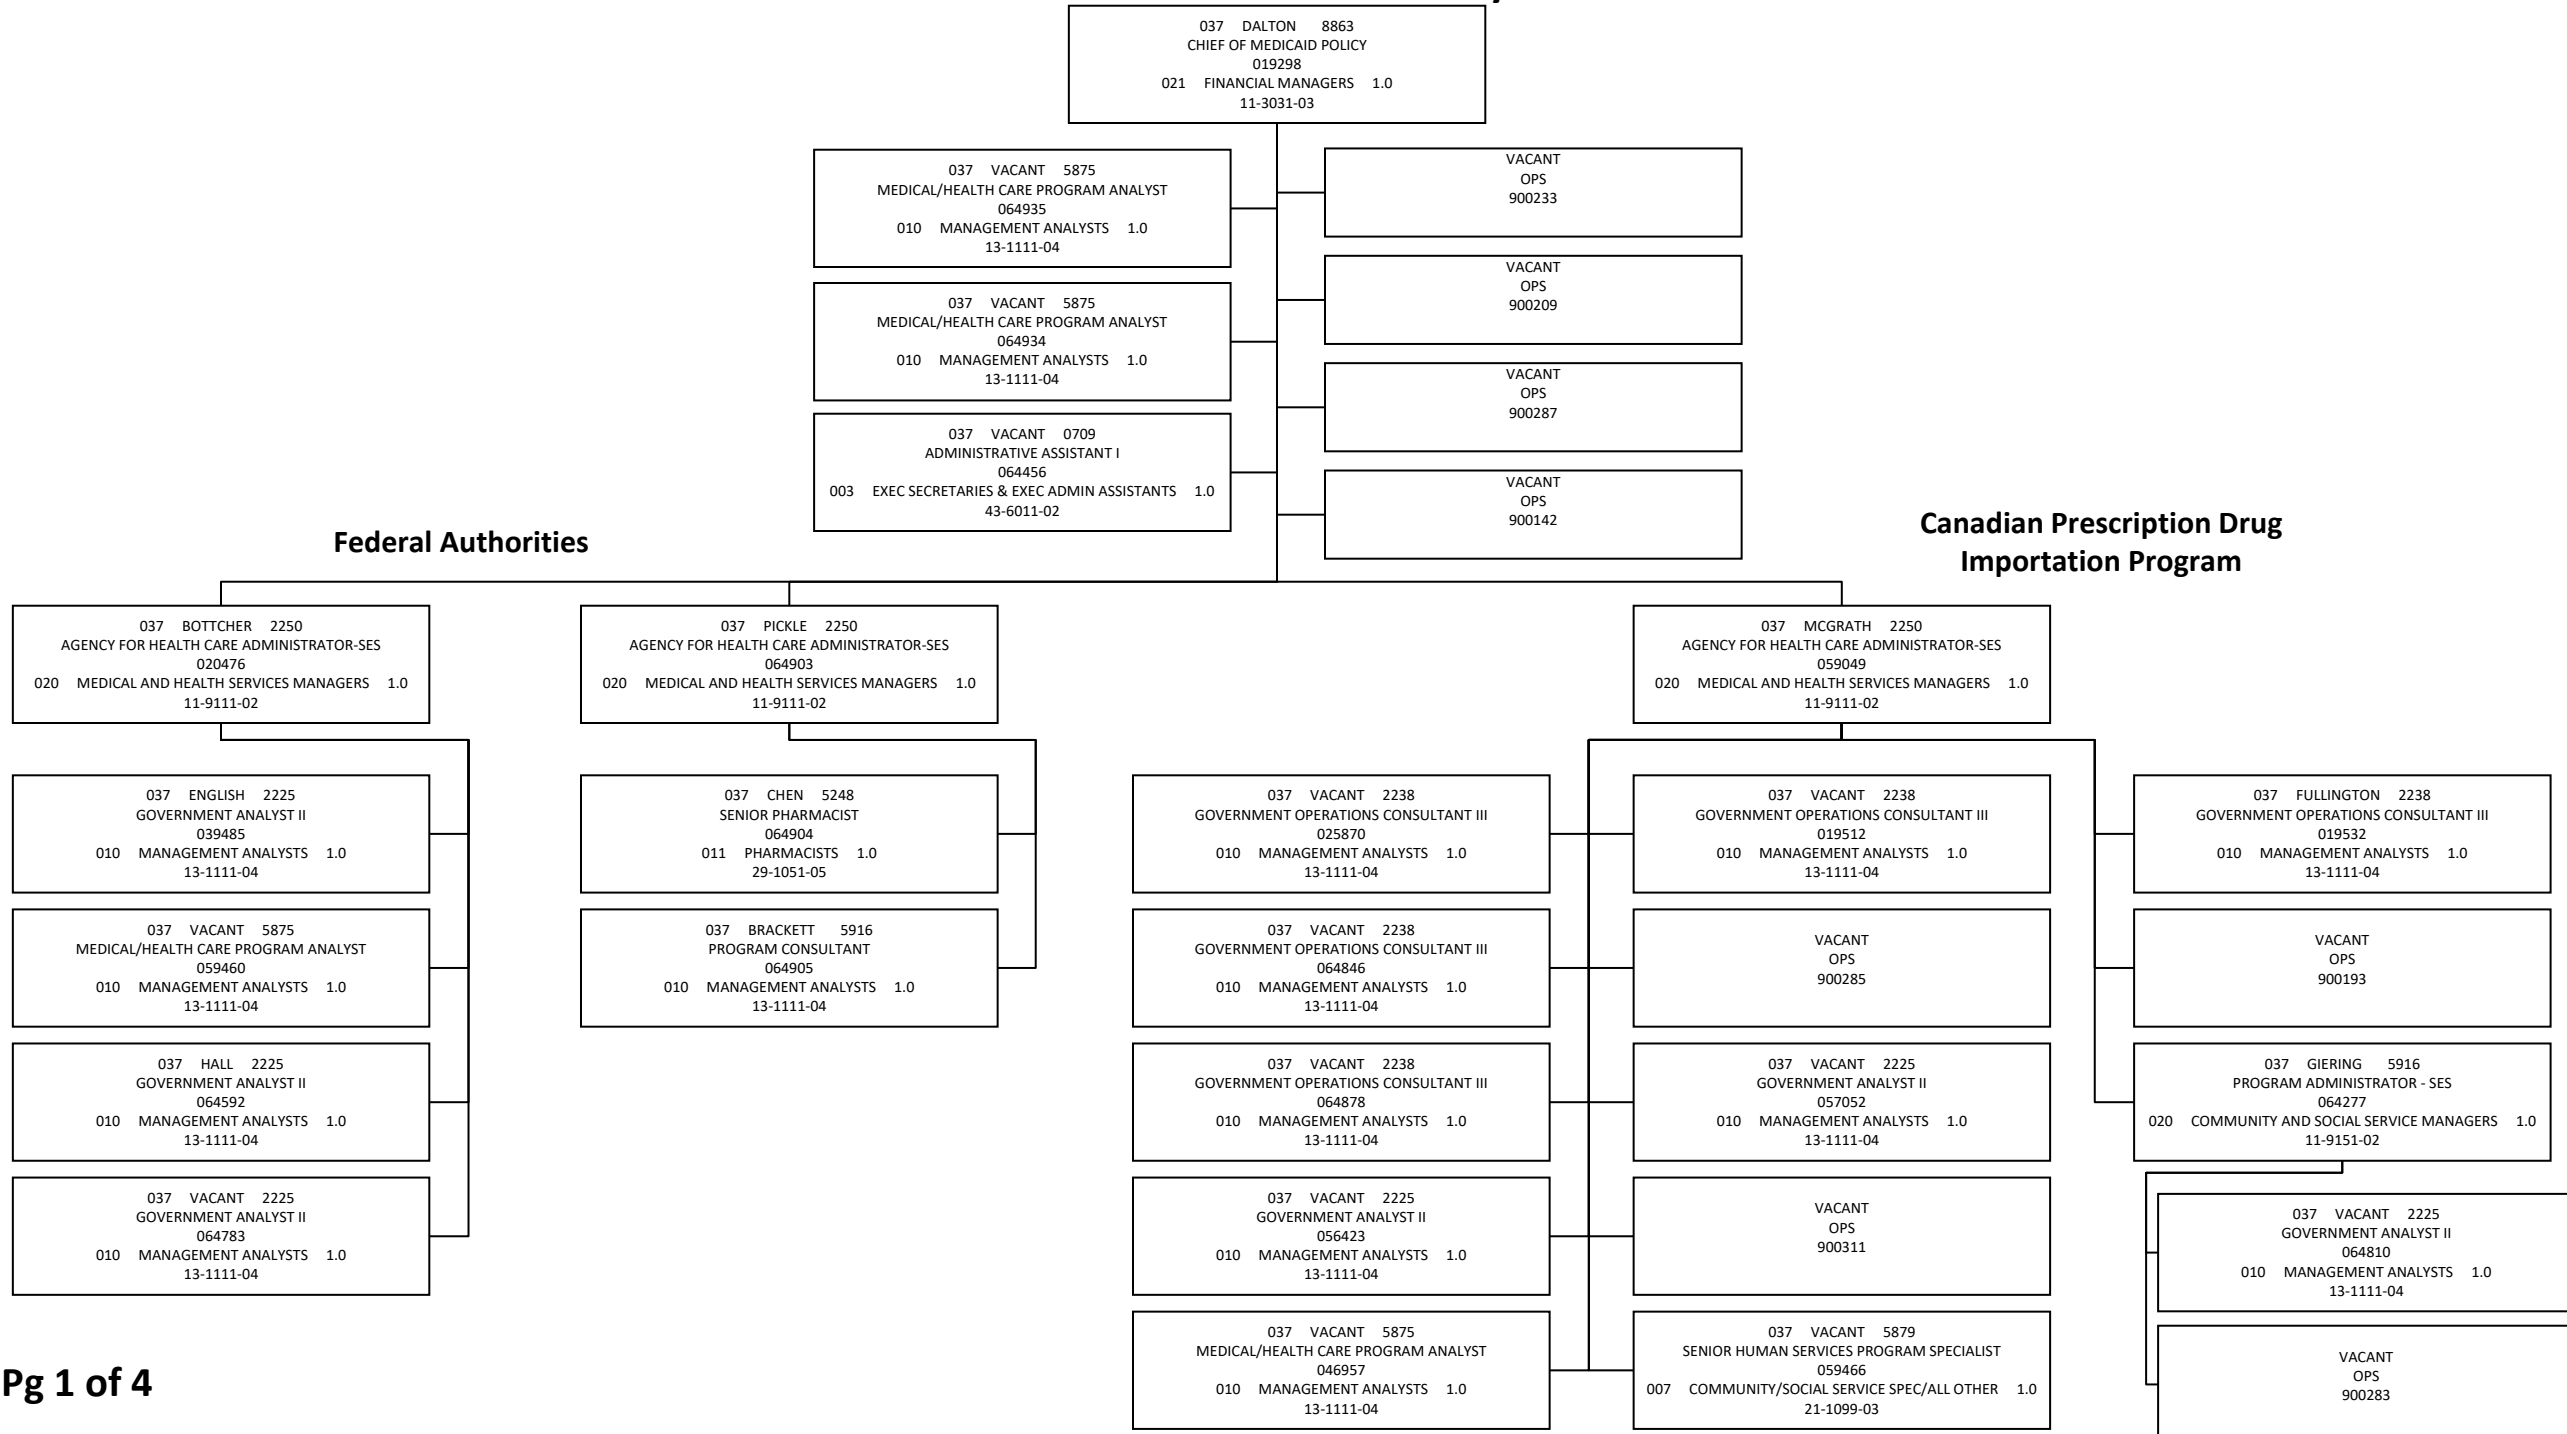 037 DALTON 8863
CHIEF OF MEDICAID POLICY
019298
021 FINANCIAL MANAGERS 1.0
11-3031-03
037 VACANT 5875
MEDICAL/HEALTH CARE PROGRAM ANALYST
064935
010 MANAGEMENT ANALYSTS 1.0
13-1111-04
037 VACANT 5875
MEDICAL/HEALTH CARE PROGRAM ANALYST
064934
010 MANAGEMENT ANALYSTS 1.0
13-1111-04
037 VACANT 0709
ADMINISTRATIVE ASSISTANT I
064456
003 EXEC SECRETARIES & EXEC ADMIN ASSISTANTS 1.0
43-6011-02
VACANT
OPS
900233
VACANT
OPS
900209
VACANT
OPS
900287
VACANT
OPS
900142
Federal Authorities
Canadian Prescription Drug
Importation Program
037 BOTTCHER 2250
AGENCY FOR HEALTH CARE ADMINISTRATOR-SES
020476
020 MEDICAL AND HEALTH SERVICES MANAGERS 1.0
11-9111-02
037 ENGLISH 2225
GOVERNMENT ANALYST II
039485
010 MANAGEMENT ANALYSTS 1.0
13-1111-04
037 VACANT 5875
MEDICAL/HEALTH CARE PROGRAM ANALYST
059460
010 MANAGEMENT ANALYSTS 1.0
13-1111-04
037 HALL 2225
GOVERNMENT ANALYST II
064592
010 MANAGEMENT ANALYSTS 1.0
13-1111-04
037 VACANT 2225
GOVERNMENT ANALYST II
064783
010 MANAGEMENT ANALYSTS 1.0
13-1111-04
037 PICKLE 2250
AGENCY FOR HEALTH CARE ADMINISTRATOR-SES
064903
020 MEDICAL AND HEALTH SERVICES MANAGERS 1.0
11-9111-02
037 CHEN 5248
SENIOR PHARMACIST
064904
011 PHARMACISTS 1.0
29-1051-05
037 BRACKETT 5916
PROGRAM CONSULTANT
064905
010 MANAGEMENT ANALYSTS 1.0
13-1111-04
037 MCGRATH 2250
AGENCY FOR HEALTH CARE ADMINISTRATOR-SES
059049
020 MEDICAL AND HEALTH SERVICES MANAGERS 1.0
11-9111-02
037 VACANT 2238
GOVERNMENT OPERATIONS CONSULTANT III
025870
010 MANAGEMENT ANALYSTS 1.0
13-1111-04
037 VACANT 2238
GOVERNMENT OPERATIONS CONSULTANT III
064846
010 MANAGEMENT ANALYSTS 1.0
13-1111-04
037 VACANT 2238
GOVERNMENT OPERATIONS CONSULTANT III
064878
010 MANAGEMENT ANALYSTS 1.0
13-1111-04
037 VACANT 2225
GOVERNMENT ANALYST II
056423
010 MANAGEMENT ANALYSTS 1.0
13-1111-04
037 VACANT 5875
MEDICAL/HEALTH CARE PROGRAM ANALYST
046957
010 MANAGEMENT ANALYSTS 1.0
13-1111-04
037 VACANT 2238
GOVERNMENT OPERATIONS CONSULTANT III
019512
010 MANAGEMENT ANALYSTS 1.0
13-1111-04
VACANT
OPS
900285
037 VACANT 2225
GOVERNMENT ANALYST II
057052
010 MANAGEMENT ANALYSTS 1.0
13-1111-04
VACANT
OPS
900311
037 VACANT 5879
SENIOR HUMAN SERVICES PROGRAM SPECIALIST
059466
007 COMMUNITY/SOCIAL SERVICE SPEC/ALL OTHER 1.0
21-1099-03
037 FULLINGTON 2238
GOVERNMENT OPERATIONS CONSULTANT III
019532
010 MANAGEMENT ANALYSTS 1.0
13-1111-04
VACANT
OPS
900193
037 GIERING 5916
PROGRAM ADMINISTRATOR - SES
064277
020 COMMUNITY AND SOCIAL SERVICE MANAGERS 1.0
11-9151-02
037 VACANT 2225
GOVERNMENT ANALYST II
064810
010 MANAGEMENT ANALYSTS 1.0
13-1111-04
VACANT
OPS
900283
Pg 1 of 4